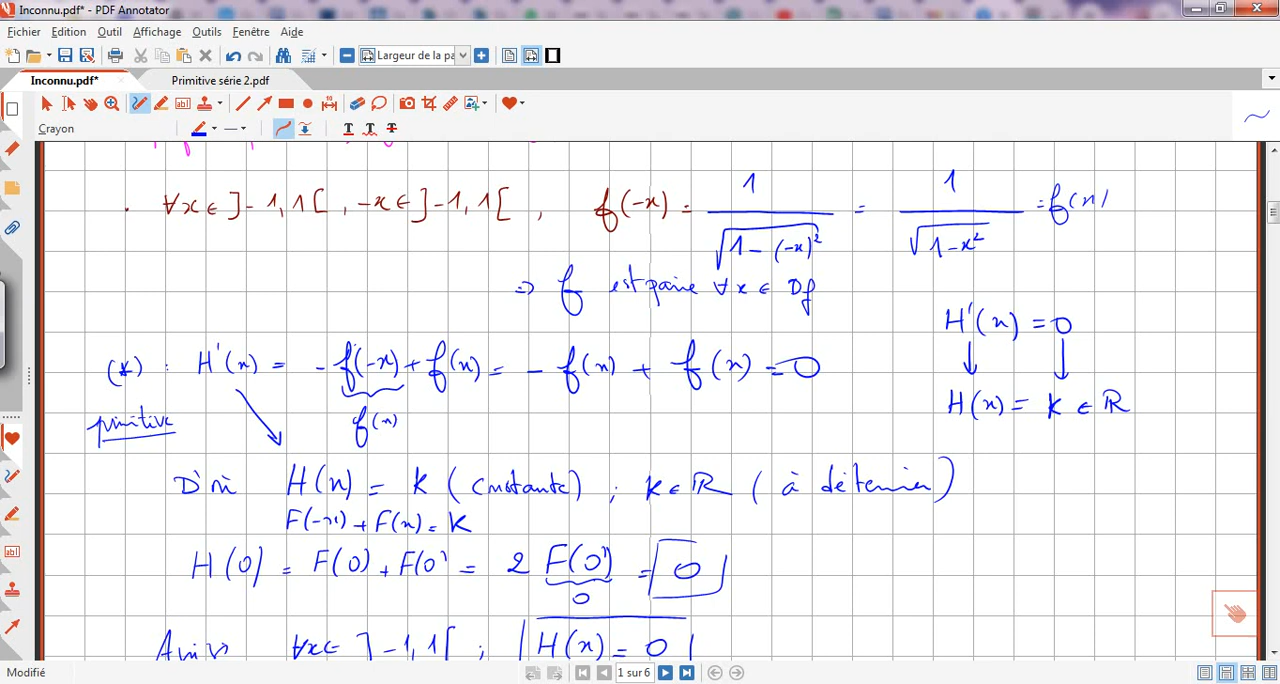 Inconnu.pdf* - PDF Annotator
Fichier Edition Outil Affichage Outils Fenêtre Aide
Largeur de la pa
Inconnu.pdf* Primitive série 2.pdf
Crayon
. ∀x∈]-1,1[ , -x∈]-1,1[ , f(-x) = 1/√(1-(-x)²) = 1/√(1-x²) = f(x)
⇒ f est paire ∀x ∈ Df
H'(x) = 0
(*) : H'(x) = - f(-x) + f(x) = - f(x) + f(x) = 0
H(x) = K ∈ ℝ
primitive f(x)
D'où H(x) = K (constante) ; K∈ℝ (à déterminer)
F(-x) + F(x) = K
H(0) = F(0) + F(0) = 2 F(0) = 0
0
Ainsi ∀x∈]-1,1[ ; H(x) = 0
Modifié 1 sur 6